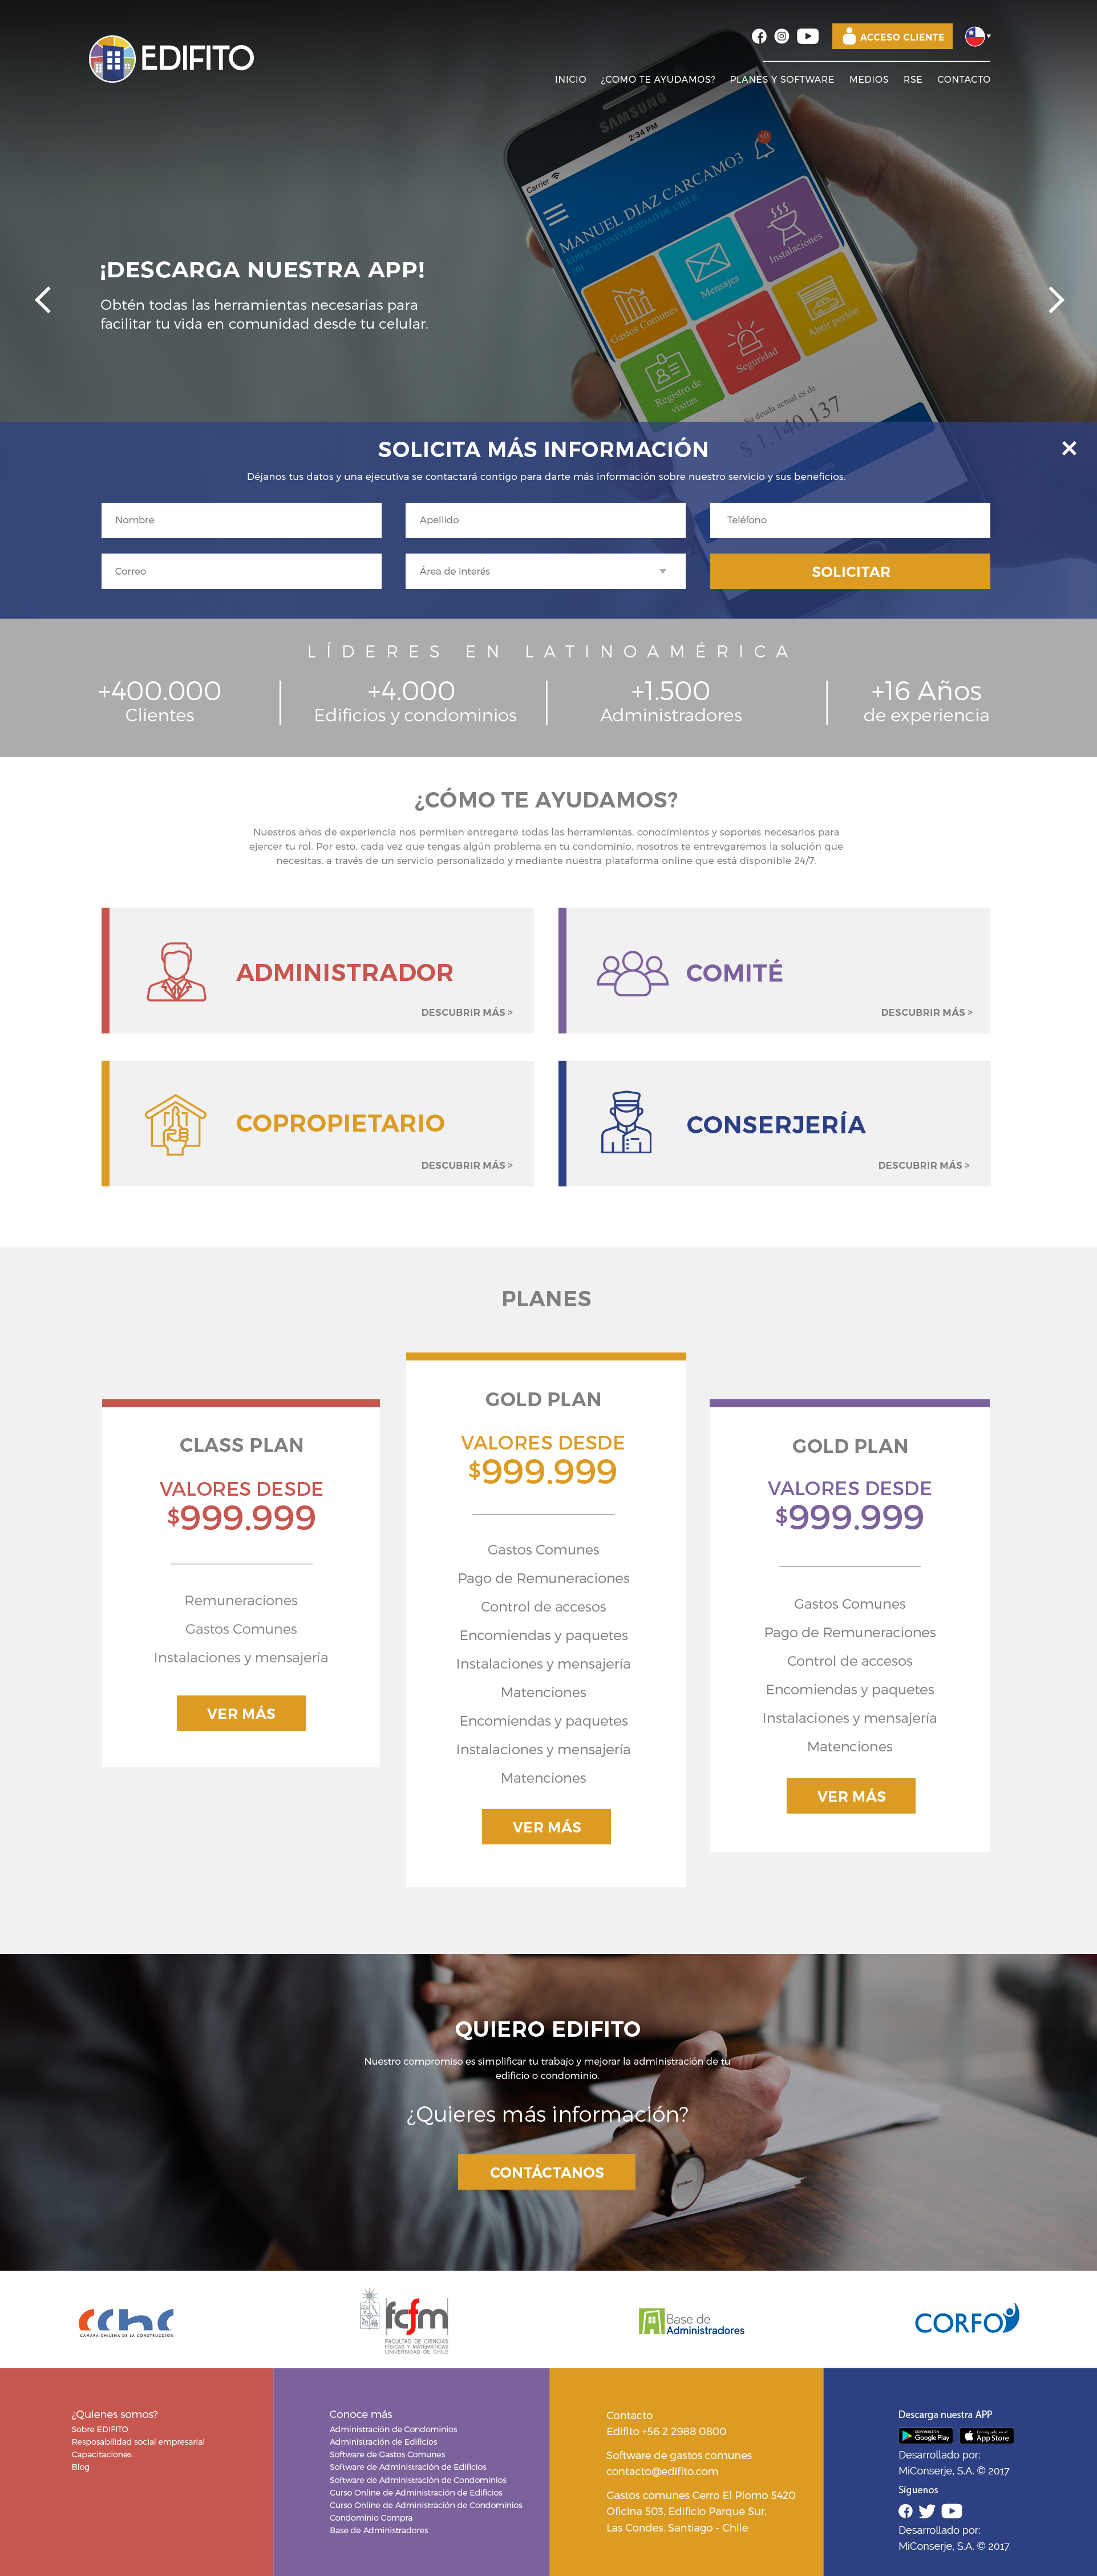 EDIFITO
ACCESO CLIENTE
INICIO ¿COMO TE AYUDAMOS? PLANES Y SOFTWARE MEDIOS RSE CONTACTO
SAMSUNG
Carrier 2:34 PM
50
MANUEL DIAZ CARCAMO3
EDIFICIO UNIVERSIDAD DE CHILE
201
Gastos Comunes
Mensajes
Instalaciones
Registro de visitas
Seguridad
Abrir portón
Su deuda actual es de
$ 1.140.137
¡DESCARGA NUESTRA APP!
Obtén todas las herramientas necesarias para
facilitar tu vida en comunidad desde tu celular.
SOLICITA MÁS INFORMACIÓN
Déjanos tus datos y una ejecutiva se contactará contigo para darte más información sobre nuestro servicio y sus beneficios.
Nombre
Apellido
Teléfono
Correo
Área de interés
SOLICITAR
LÍDERES EN LATINOAMÉRICA
+400.000
Clientes
+4.000
Edificios y condominios
+1.500
Administradores
+16 Años
de experiencia
¿CÓMO TE AYUDAMOS?
Nuestros años de experiencia nos permiten entregarte todas las herramientas, conocimientos y soportes necesarios para
ejercer tu rol. Por esto, cada vez que tengas algún problema en tu condominio, nosotros te entrevgaremos la solución que
necesitas, a través de un servicio personalizado y mediante nuestra plataforma online que está disponible 24/7.
ADMINISTRADOR
DESCUBRIR MÁS >
COMITÉ
DESCUBRIR MÁS >
COPROPIETARIO
DESCUBRIR MÁS >
CONSERJERÍA
DESCUBRIR MÁS >
PLANES
CLASS PLAN
VALORES DESDE
$999.999
Remuneraciones
Gastos Comunes
Instalaciones y mensajería
VER MÁS
GOLD PLAN
VALORES DESDE
$999.999
Gastos Comunes
Pago de Remuneraciones
Control de accesos
Encomiendas y paquetes
Instalaciones y mensajería
Matenciones
Encomiendas y paquetes
Instalaciones y mensajería
Matenciones
VER MÁS
GOLD PLAN
VALORES DESDE
$999.999
Gastos Comunes
Pago de Remuneraciones
Control de accesos
Encomiendas y paquetes
Instalaciones y mensajería
Matenciones
VER MÁS
QUIERO EDIFITO
Nuestro compromiso es simplificar tu trabajo y mejorar la administración de tu
edificio o condominio.
¿Quieres más información?
CONTÁCTANOS
cchc
CAMARA CHILENA DE LA CONSTRUCCION
fcfm
FACULTAD DE CIENCIAS
FÍSICAS Y MATEMÁTICAS
UNIVERSIDAD DE CHILE
Base de
Administradores
CORFO
¿Quienes somos?
Sobre EDIFITO
Resposabilidad social empresarial
Capacitaciones
Blog
Conoce más
Administración de Condominios
Administración de Edificios
Software de Gastos Comunes
Software de Administración de Edificios
Software de Administración de Condominios
Curso Online de Administración de Edificios
Curso Online de Administración de Condominios
Condominio Compra
Base de Administradores
Contacto
Edifito +56 2 2988 0800
Software de gastos comunes
contacto@edifito.com
Gastos comunes Cerro El Plomo 5420
Oficina 503, Edificio Parque Sur,
Las Condes. Santiago - Chile
Descarga nuestra APP
DISPONIBLE EN
Google Play
Consíguelo en el
App Store
Desarrollado por:
MiConserje, S.A. © 2017
Síguenos
Desarrollado por:
MiConserje, S.A. © 2017